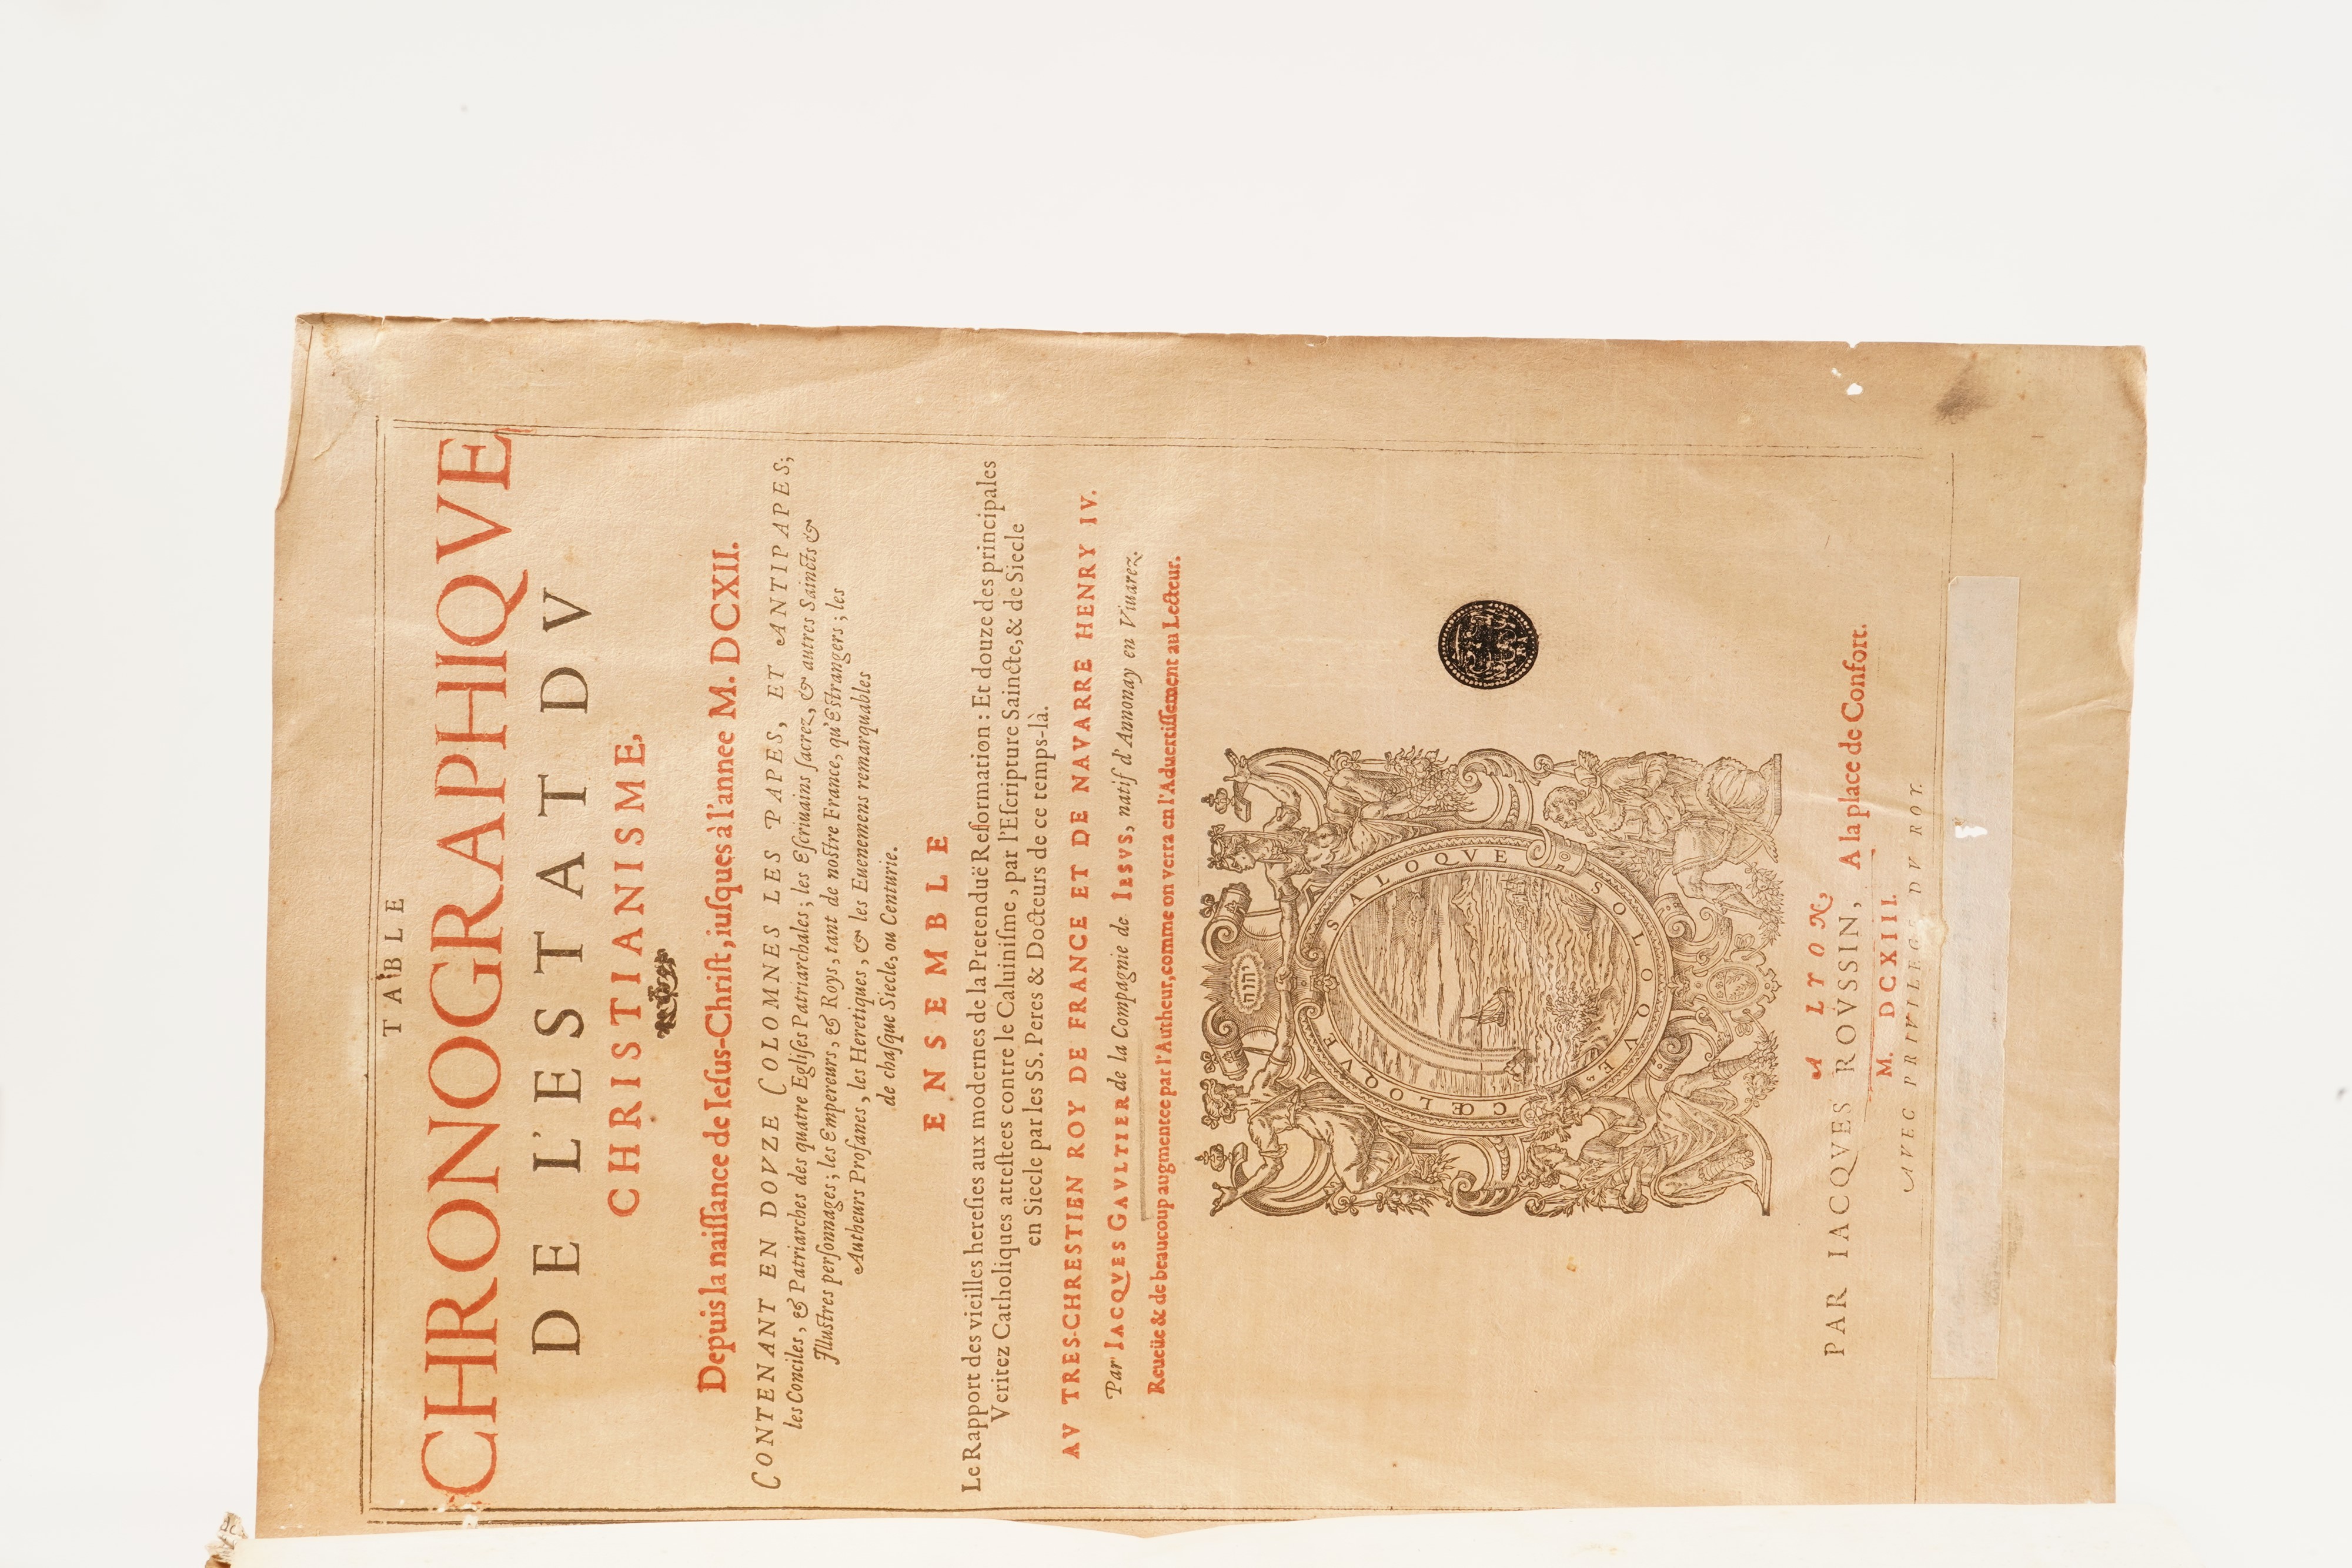 TABLE
CHRONOGRAPHIQVE
DE L'ESTAT DV
CHRISTIANISME,
Depuis la naiſſance de Ieſus-Chriſt, iuſques à l'annee M. DCXII.
CONTENANT EN DOVZE COLOMNES LES PAPES, ET ANTIPAPES;
les Conciles, & Patriarches des quatre Egliſes Patriarchales; les Eſcriuains ſacrez, & autres Saincts &
Illuſtres perſonnages; les Empereurs, & Roys, tant de noſtre France, qu'Eſtrangers; les
Autheurs Profanes, les Heretiques, & les Euenemens remarquables
de chaſque Siecle, ou Centurie.
ENSEMBLE
Le Rapport des vieilles hereſies aux modernes de la Pretenduë Reformation: Et douze des principales
Veritez Catholiques atteſtees contre le Caluiniſme, par l'Eſcripture Saincte, & de Siecle
en Siecle par les SS. Peres & Docteurs de ce temps-là.
AV TRES-CHRESTIEN ROY DE FRANCE ET DE NAVARRE HENRY IV.
Par IACQVES GAVLTIER de la Compagnie de IESVS, natif d'Annonay en Viuarez.
Reueüe & de beaucoup augmentee par l'Autheur, comme on verra en l'Aduertiſſement au Lecteur.
יהוה
CŒLOQVE SALOQVE SOLOQVE
A LYON,
PAR IACQVES ROVSSIN, A la place de Confort.
M. DCXIII.
AVEC PRIVILEGE DV ROY.